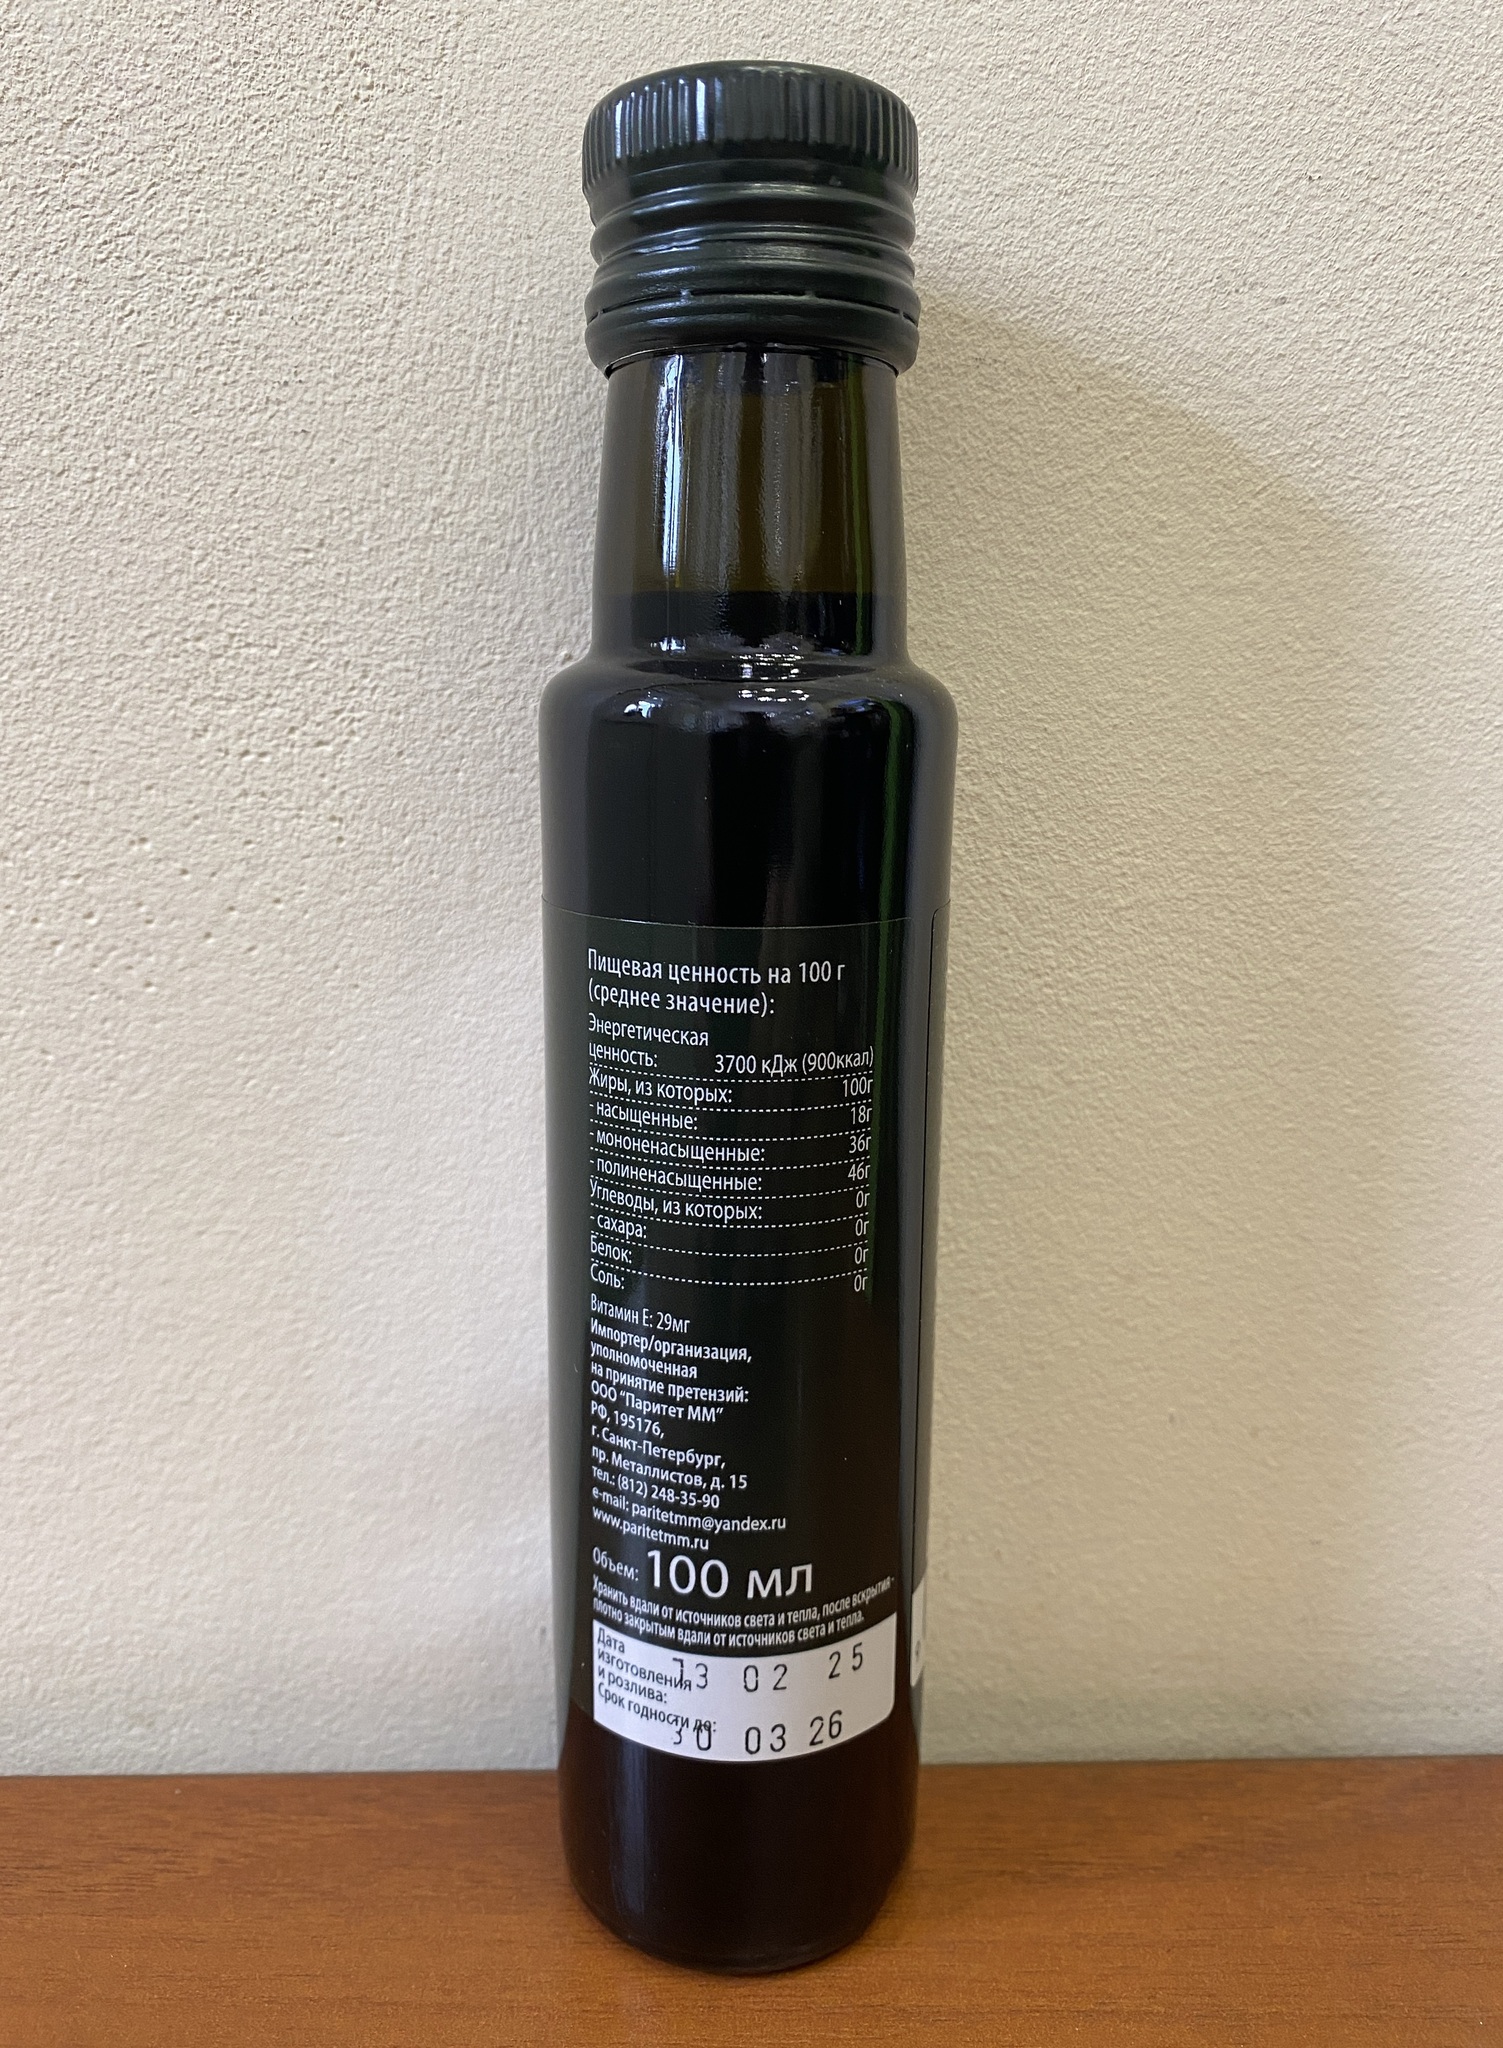 Пищевая ценность на 100 г
(среднее значение):
Энергетическая
ценность: 3700 кДж (900ккал)
Жиры, из которых: 100г
- насыщенные: 18г
- мононенасыщенные: 36г
- полиненасыщенные: 46г
Углеводы, из которых: 0г
- сахара: 0г
Белок: 0г
Соль: 0г
Витамин Е: 29мг
Импортер/организация,
уполномоченная
на принятие претензий:
ООО “Паритет ММ”
РФ, 195176,
г. Санкт-Петербург,
пр. Металлистов, д. 15
тел.: (812) 248-35-90
e-mail: paritetmm@yandex.ru
www.paritetmm.ru
Объем: 100 мл
Хранить вдали от источников света и тепла, после вскрытия -
плотно закрытым вдали от источников света и тепла.
Дата
изготовления 13 02 25
и розлива:
Срок годности до:
30 03 26